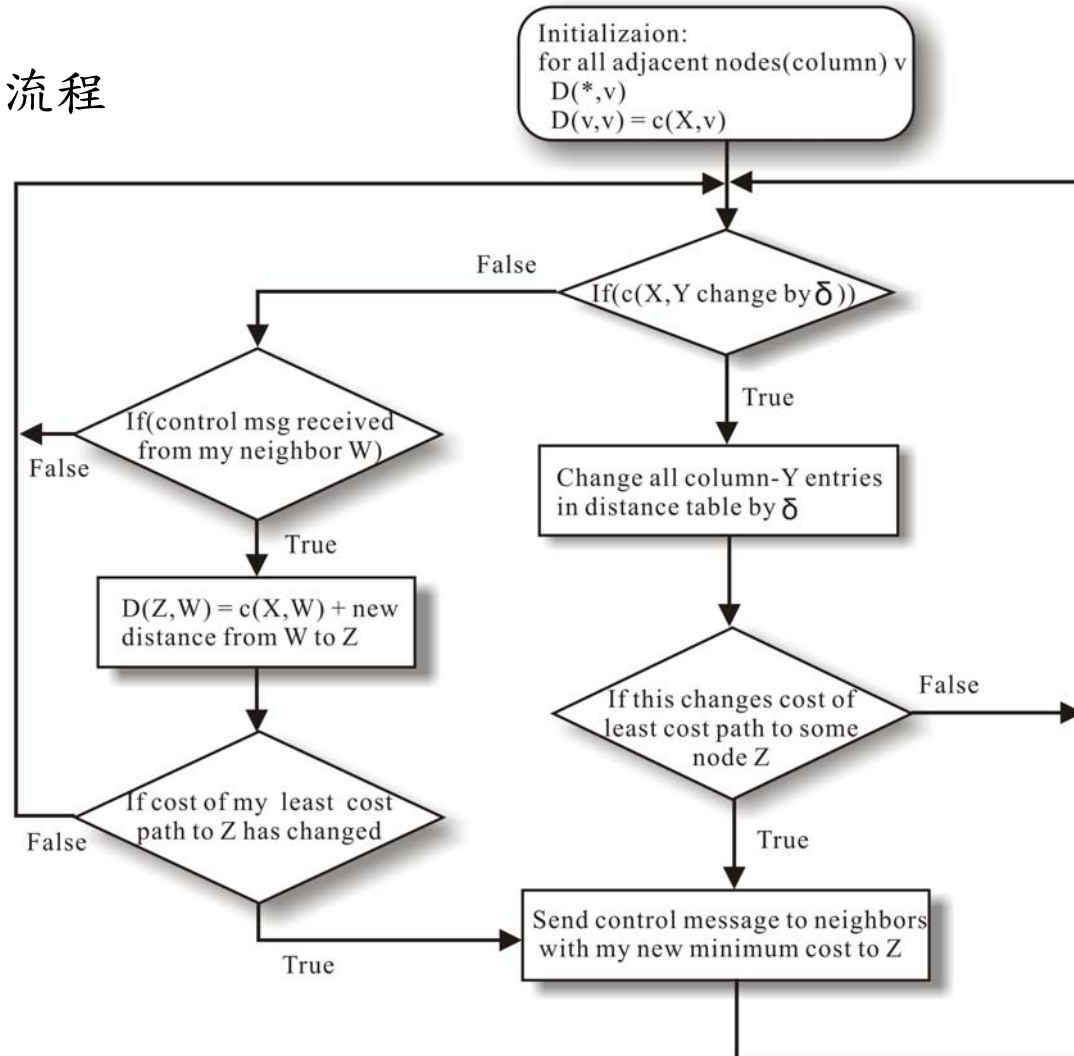 流程
Initializaion:
for all adjacent nodes(column) v
D(*,v)
D(v,v) = c(X,v)
False
If(c(X,Y change by δ))
True
If(control msg received
from my neighbor W)
False
True
Change all column-Y entries
in distance table by δ
D(Z,W) = c(X,W) + new
distance from W to Z
If this changes cost of
least cost path to some
node Z
False
True
If cost of my least cost
path to Z has changed
False
True
Send control message to neighbors
with my new minimum cost to Z